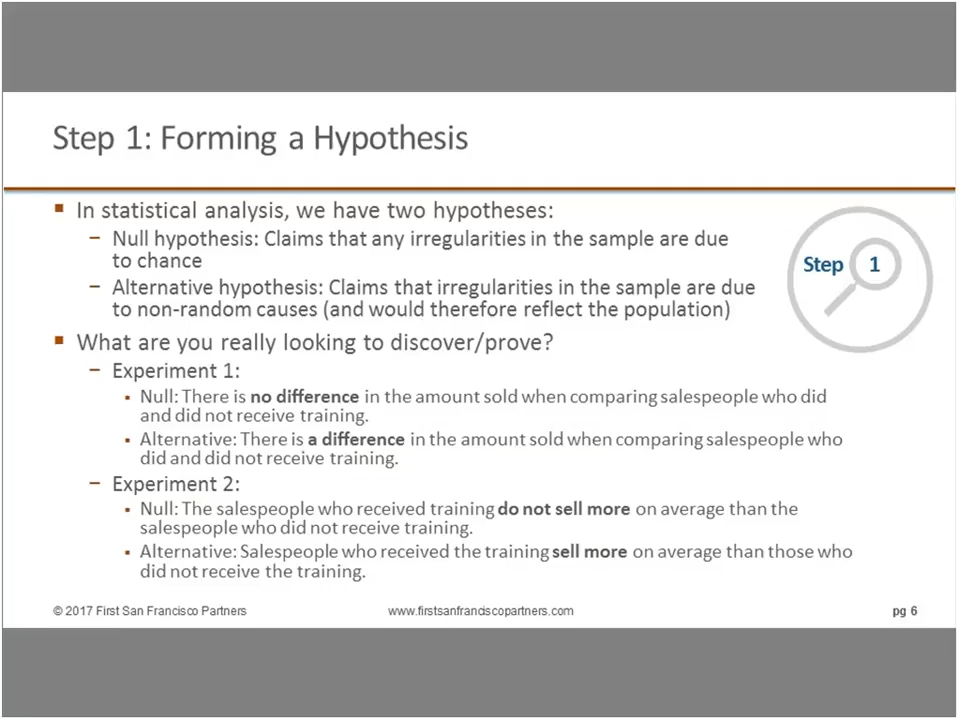 Step 1: Forming a Hypothesis
▪ In statistical analysis, we have two hypotheses:
– Null hypothesis: Claims that any irregularities in the sample are due
to chance
– Alternative hypothesis: Claims that irregularities in the sample are due
to non-random causes (and would therefore reflect the population)
Step 1
▪ What are you really looking to discover/prove?
– Experiment 1:
▪ Null: There is no difference in the amount sold when comparing salespeople who did
and did not receive training.
▪ Alternative: There is a difference in the amount sold when comparing salespeople who
did and did not receive training.
– Experiment 2:
▪ Null: The salespeople who received training do not sell more on average than the
salespeople who did not receive training.
▪ Alternative: Salespeople who received the training sell more on average than those who
did not receive the training.
© 2017 First San Francisco Partners
www.firstsanfranciscopartners.com
pg 6